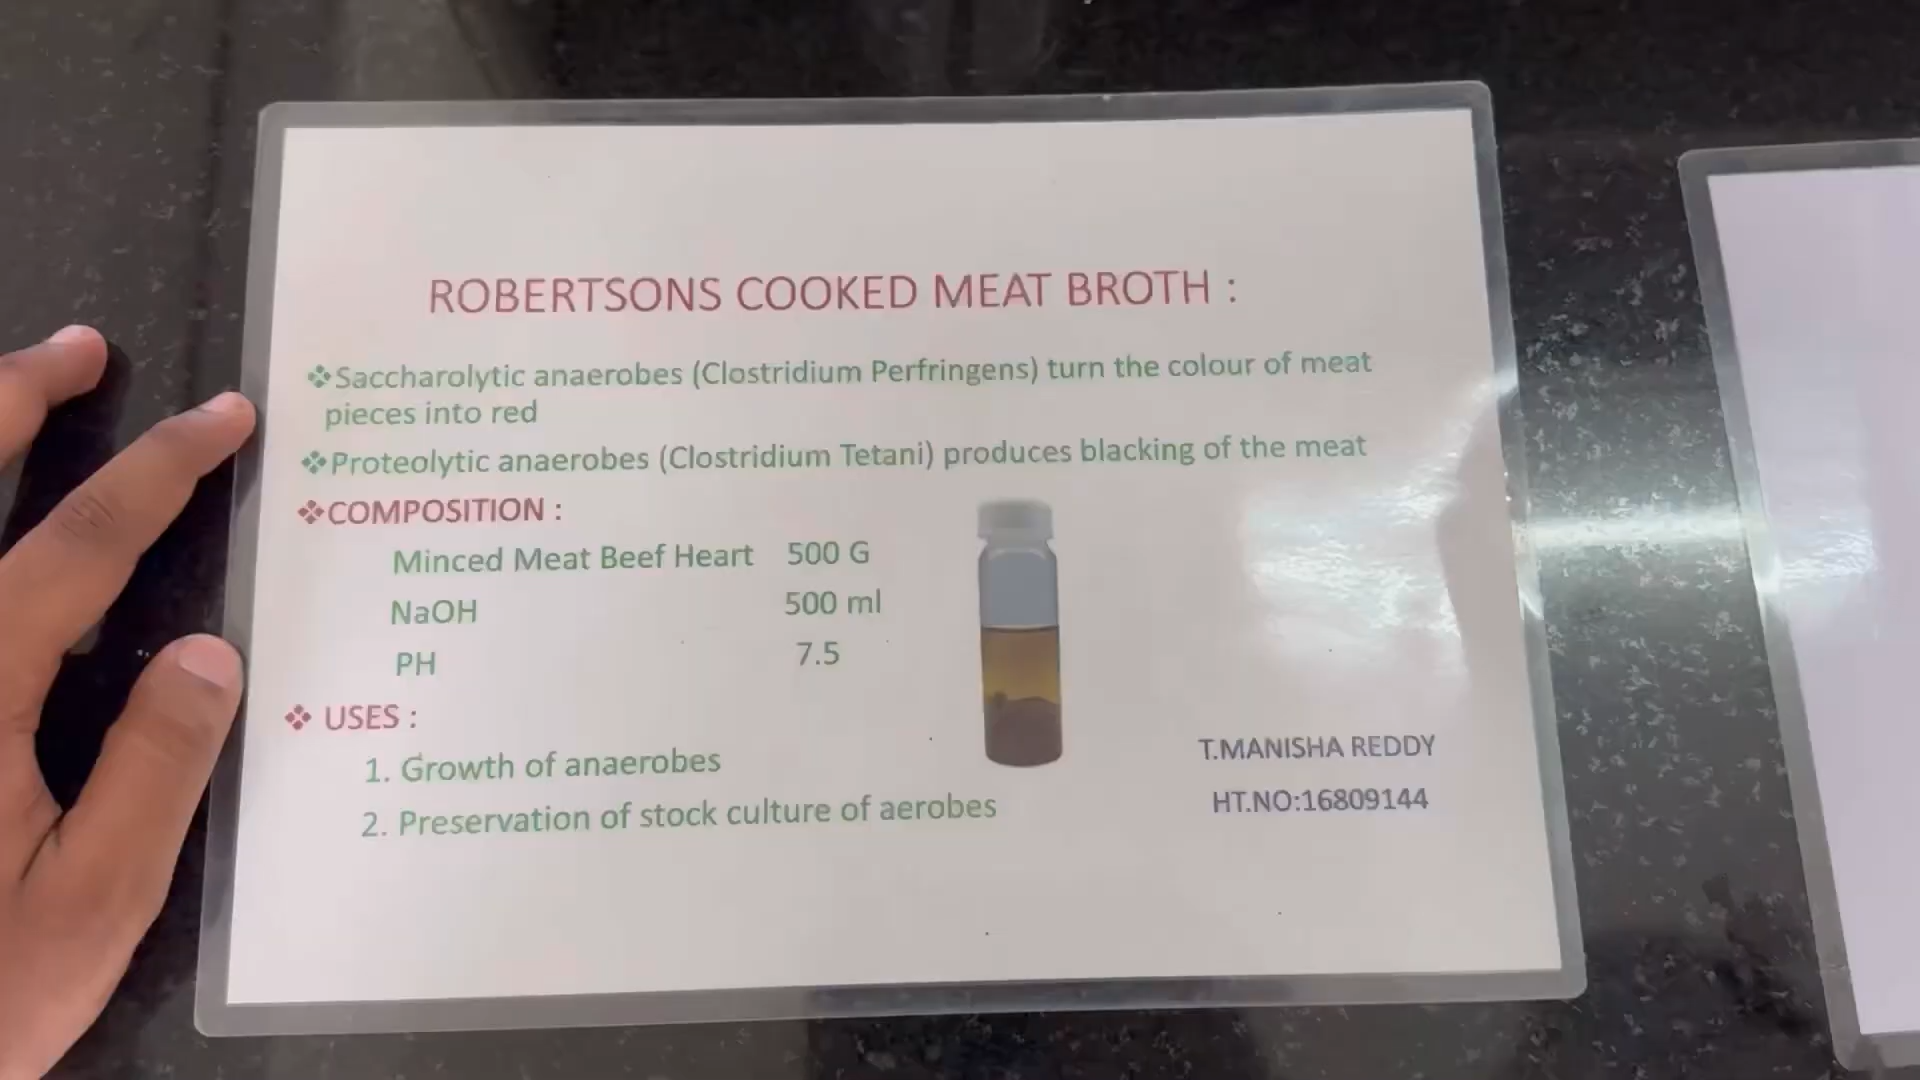 ROBERTSONS COOKED MEAT BROTH :
❖Saccharolytic anaerobes (Clostridium Perfringens) turn the colour of meat
pieces into red
❖Proteolytic anaerobes (Clostridium Tetani) produces blacking of the meat
❖COMPOSITION :
Minced Meat Beef Heart 500 G
NaOH 500 ml
PH 7.5
❖ USES :
1. Growth of anaerobes
2. Preservation of stock culture of aerobes
T.MANISHA REDDY
HT.NO:16809144